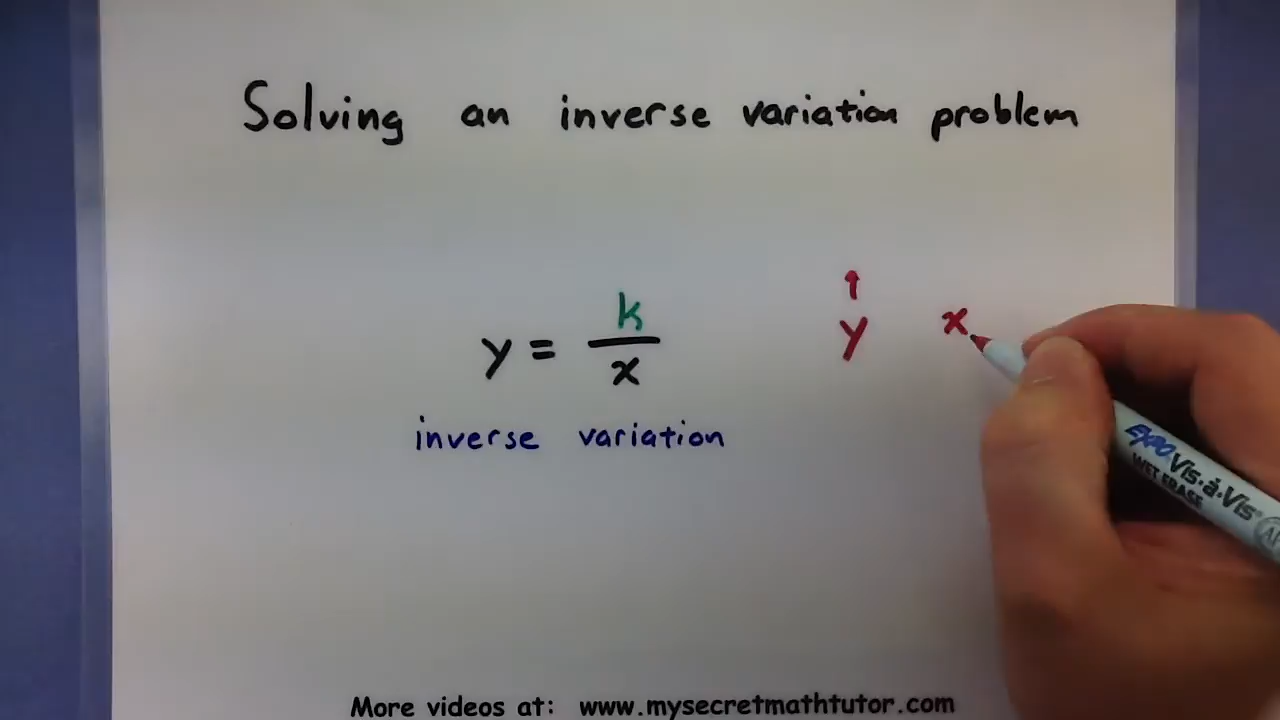 Solving an inverse variation problem
↑
y = k/x y x
inverse variation
EXPO Vis-à-Vis®
WET ERASE
More videos at: www.mysecretmathtutor.com